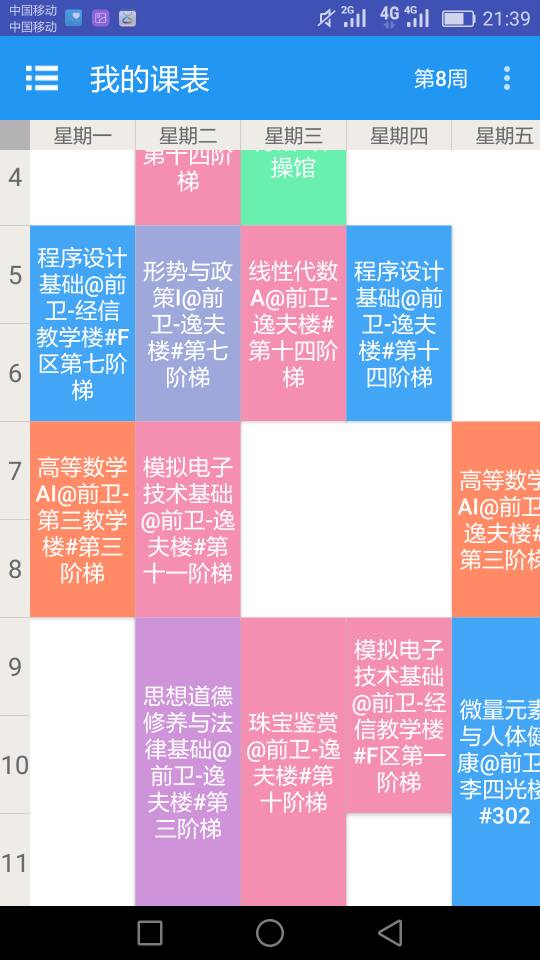 中国移动
中国移动
2G
4G
4G
21:39
我的课表
第8周
星期一
星期二
星期三
星期四
星期五
4
第十四阶
梯
操馆
5
6
程序设计
基础@前
卫-经信
教学楼#F
区第七阶
梯
形势与政
策I@前
卫-逸夫
楼#第七
阶梯
线性代数
A@前卫-
逸夫楼#
第十四阶
梯
程序设计
基础@前
卫-逸夫
楼#第十
四阶梯
7
8
高等数学
AI@前卫-
第三教学
楼#第三
阶梯
模拟电子
技术基础
@前卫-逸
夫楼#第
十一阶梯
高等数学
AI@前卫-
逸夫楼#
第三阶梯
9
10
11
思想道德
修养与法
律基础@
前卫-逸
夫楼#第
三阶梯
珠宝鉴赏
@前卫-逸
夫楼#第
十阶梯
模拟电子
技术基础
@前卫-经
信教学楼
#F区第一
阶梯
微量元素
与人体健
康@前卫-
李四光楼
#302